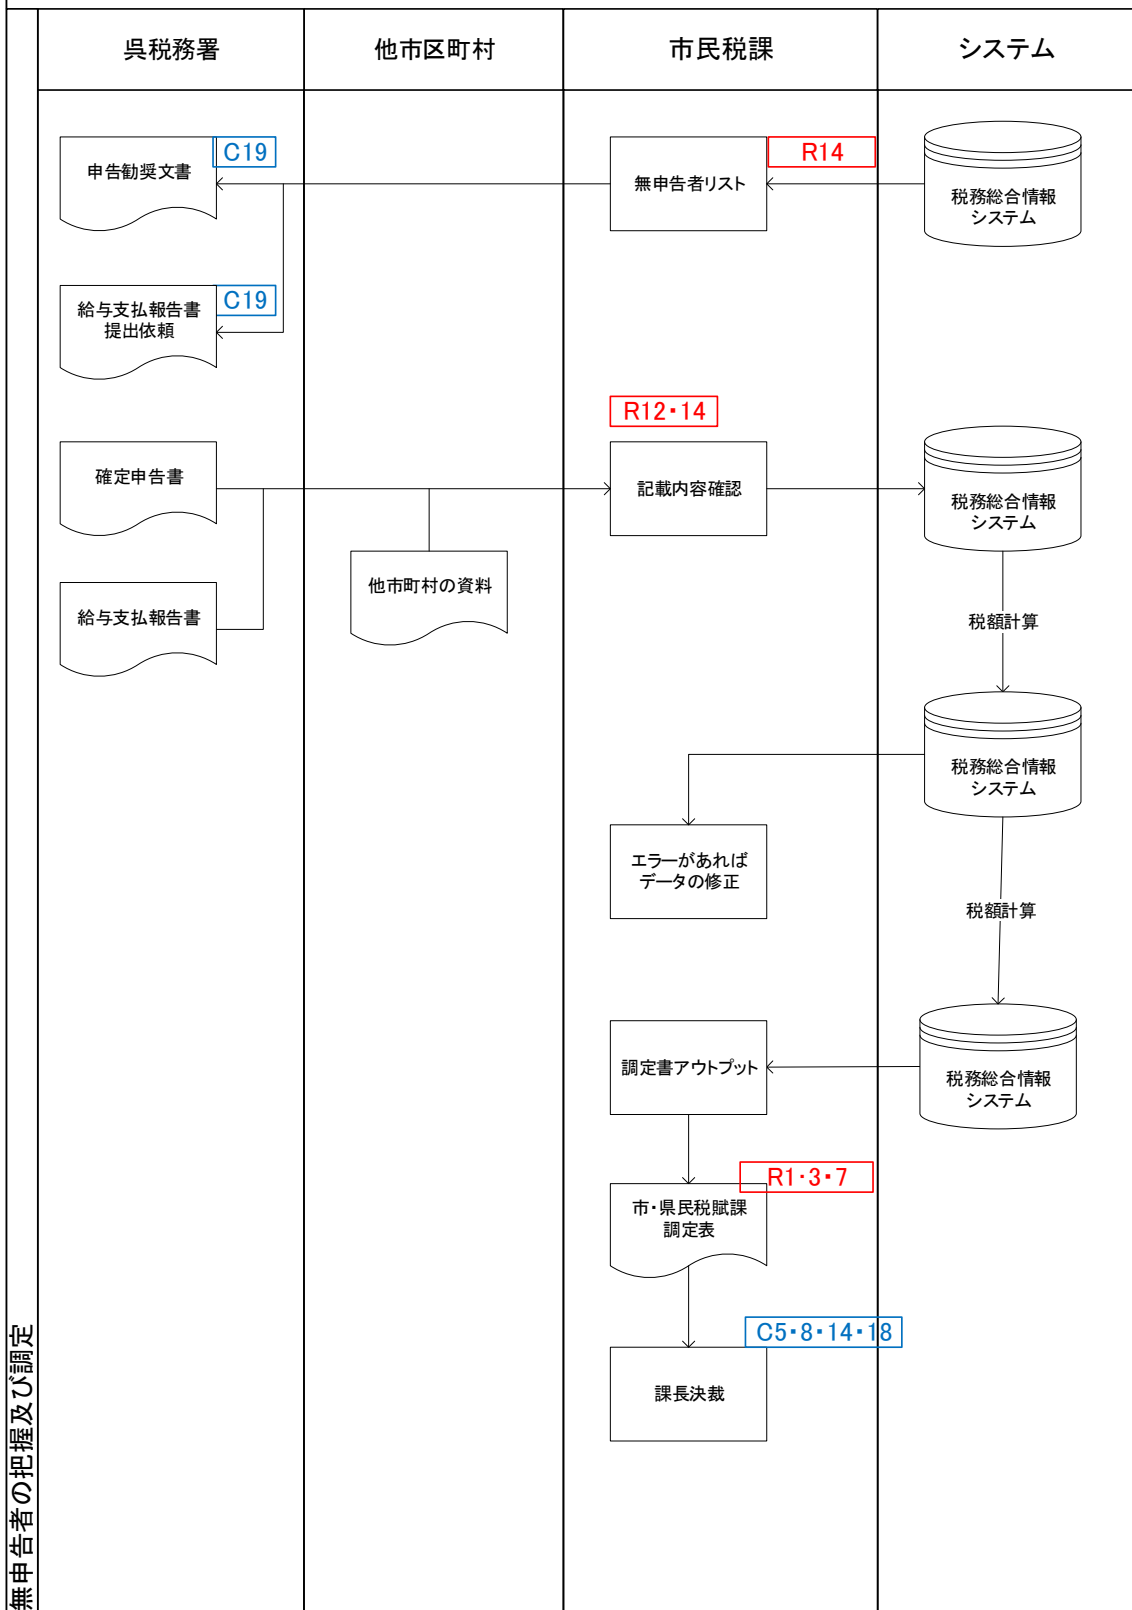 呉税務署
他市区町村
市民税課
システム
申告勧奨文書
C19
無申告者リスト
R14
税務総合情報
システム
給与支払報告書
提出依頼
C19
R12・14
確定申告書
記載内容確認
税務総合情報
システム
他市町村の資料
給与支払報告書
税額計算
税務総合情報
システム
エラーがあれば
データの修正
税額計算
調定書アウトプット
税務総合情報
システム
R1・3・7
市・県民税賦課
調定表
C5・8・14・18
課長決裁
無申告者の把握及び調定